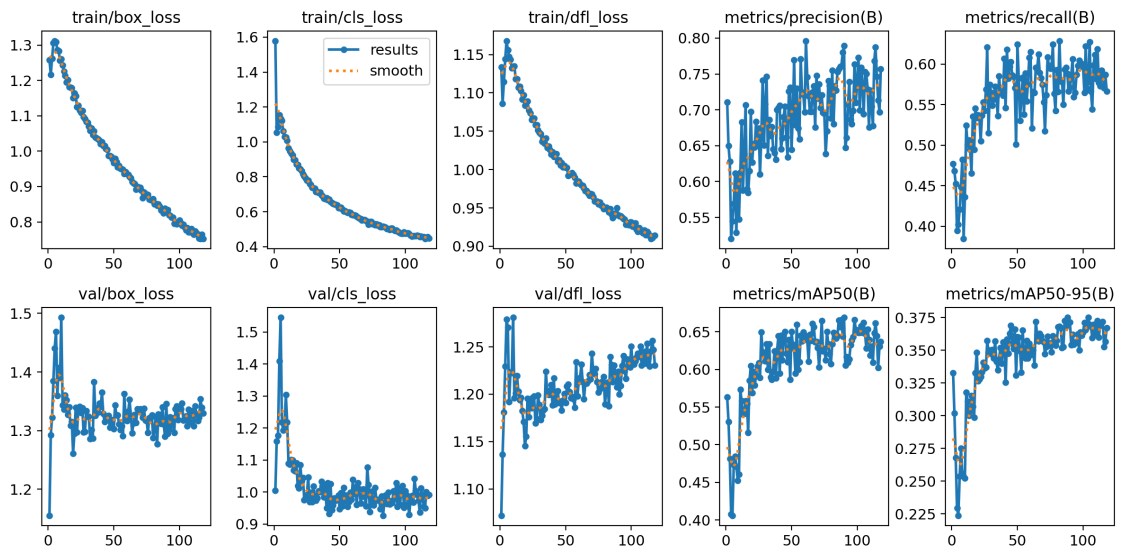 train/box_loss
train/cls_loss
train/dfl_loss
metrics/precision(B)
metrics/recall(B)
1.3
1.2
1.1
1.0
0.9
0.8
0 50 100
1.6
1.4
1.2
1.0
0.8
0.6
0.4
results
smooth
0 50 100
1.15
1.10
1.05
1.00
0.95
0.90
0 50 100
0.80
0.75
0.70
0.65
0.60
0.55
0 50 100
0.60
0.55
0.50
0.45
0.40
0 50 100
val/box_loss
val/cls_loss
val/dfl_loss
metrics/mAP50(B)
metrics/mAP50-95(B)
1.5
1.4
1.3
1.2
0 50 100
1.5
1.4
1.3
1.2
1.1
1.0
0.9
0 50 100
1.25
1.20
1.15
1.10
0 50 100
0.65
0.60
0.55
0.50
0.45
0.40
0 50 100
0.375
0.350
0.325
0.300
0.275
0.250
0.225
0 50 100